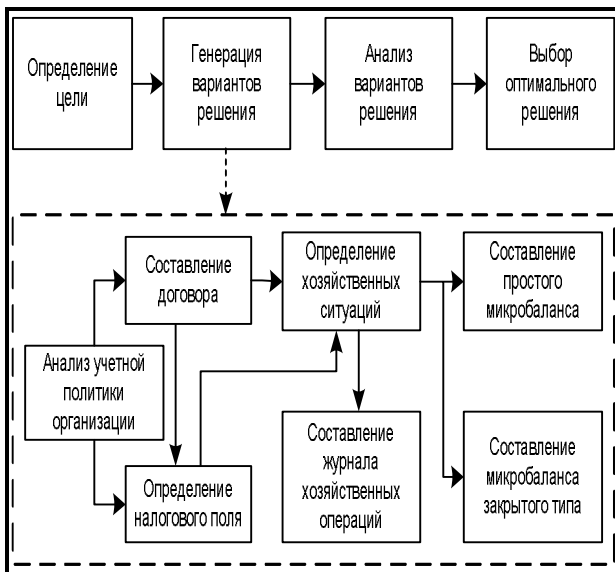 Определение
цели
Генерация
вариантов
решения
Анализ
вариантов
решения
Выбор
оптимального
решения
Составление
договора
Определение
хозяйственных
ситуаций
Составление
простого
микробаланса
Анализ учетной
политики
организации
Определение
налогового поля
Составление
журнала
хозяйственных
операций
Составление
микробаланса
закрытого типа